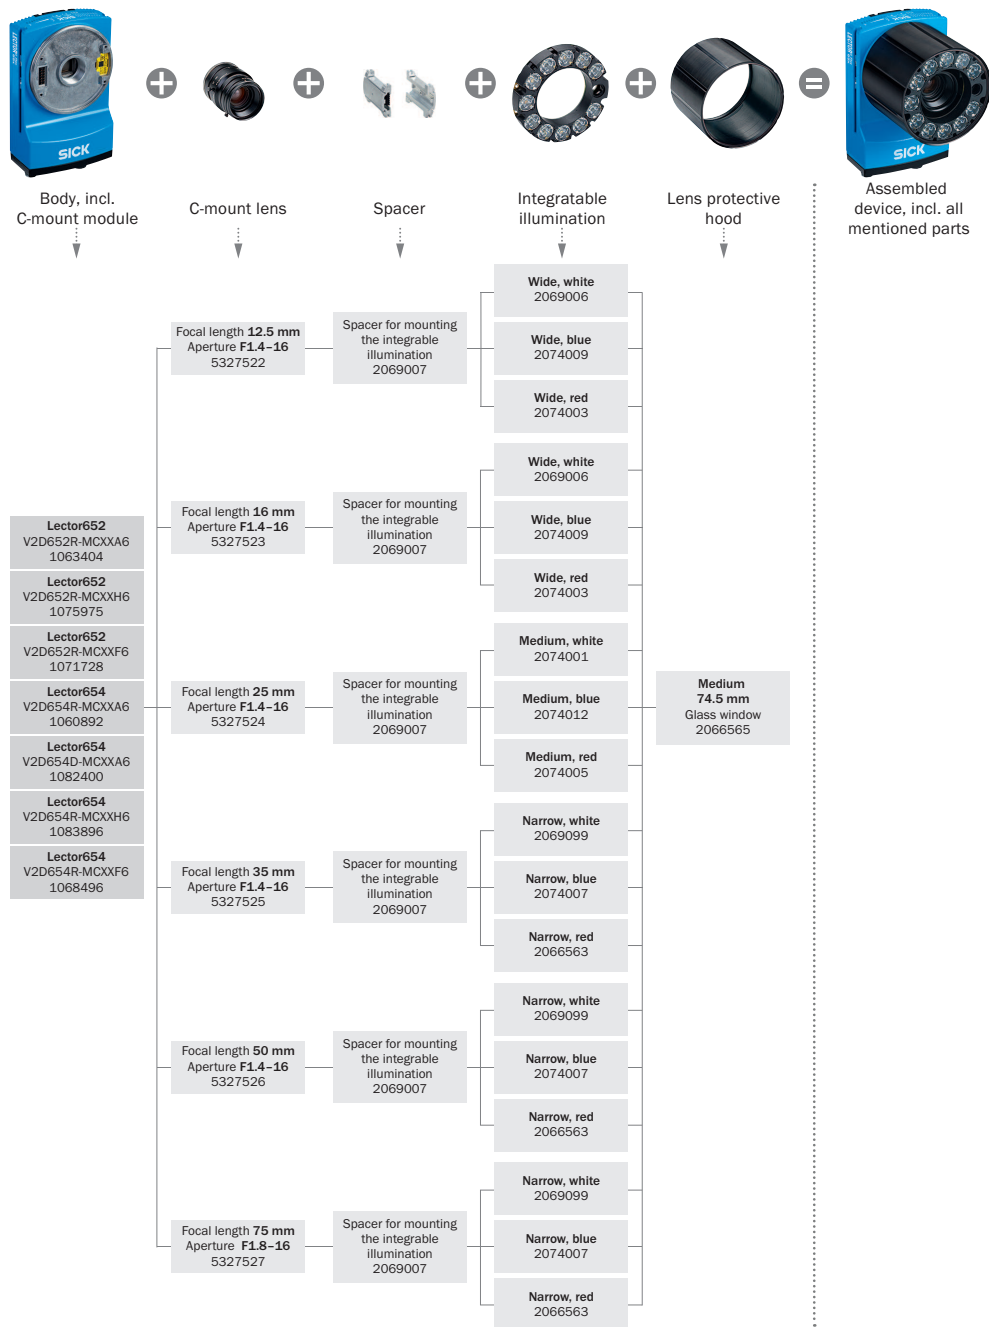 SICK
SICK
Body, incl.
C-mount module
C-mount lens
Spacer
Integratable
illumination
Lens protective
hood
Assembled
device, incl. all
mentioned parts
Lector652
V2D652R-MCXXA6
1063404
Lector652
V2D652R-MCXXH6
1075975
Lector652
V2D652R-MCXXF6
1071728
Lector654
V2D654R-MCXXA6
1060892
Lector654
V2D654D-MCXXA6
1082400
Lector654
V2D654R-MCXXH6
1083896
Lector654
V2D654R-MCXXF6
1068496
Focal length 12.5 mm
Aperture F1.4–16
5327522
Spacer for mounting
the integrable
illumination
2069007
Wide, white
2069006
Wide, blue
2074009
Wide, red
2074003
Focal length 16 mm
Aperture F1.4–16
5327523
Spacer for mounting
the integrable
illumination
2069007
Wide, white
2069006
Wide, blue
2074009
Wide, red
2074003
Focal length 25 mm
Aperture F1.4–16
5327524
Spacer for mounting
the integrable
illumination
2069007
Medium, white
2074001
Medium, blue
2074012
Medium, red
2074005
Focal length 35 mm
Aperture F1.4–16
5327525
Spacer for mounting
the integrable
illumination
2069007
Narrow, white
2069099
Narrow, blue
2074007
Narrow, red
2066563
Focal length 50 mm
Aperture F1.4–16
5327526
Spacer for mounting
the integrable
illumination
2069007
Narrow, white
2069099
Narrow, blue
2074007
Narrow, red
2066563
Focal length 75 mm
Aperture F1.8–16
5327527
Spacer for mounting
the integrable
illumination
2069007
Narrow, white
2069099
Narrow, blue
2074007
Narrow, red
2066563
Medium
74.5 mm
Glass window
2066565